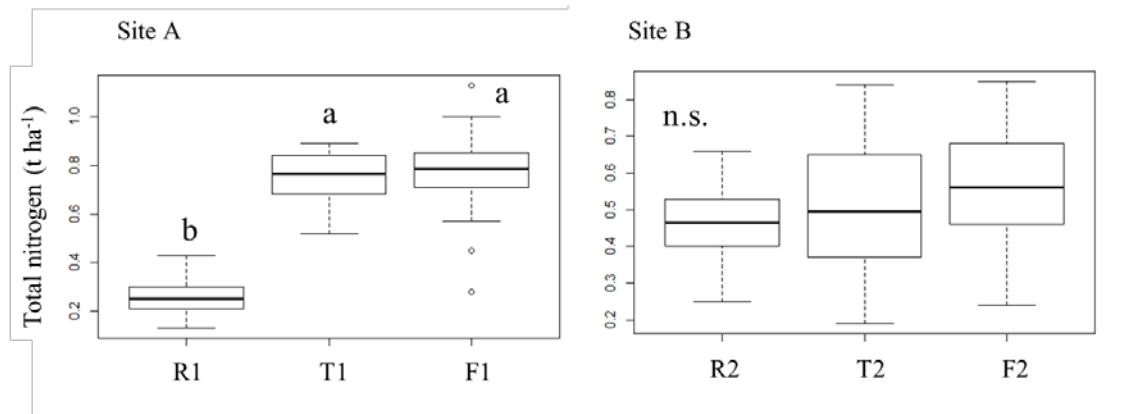 Site A
Total nitrogen (t ha⁻¹)
1.0
0.8
0.6
0.4
0.2
b
a
a
R1
T1
F1
Site B
0.8
0.7
0.6
0.5
0.4
0.3
0.2
n.s.
R2
T2
F2